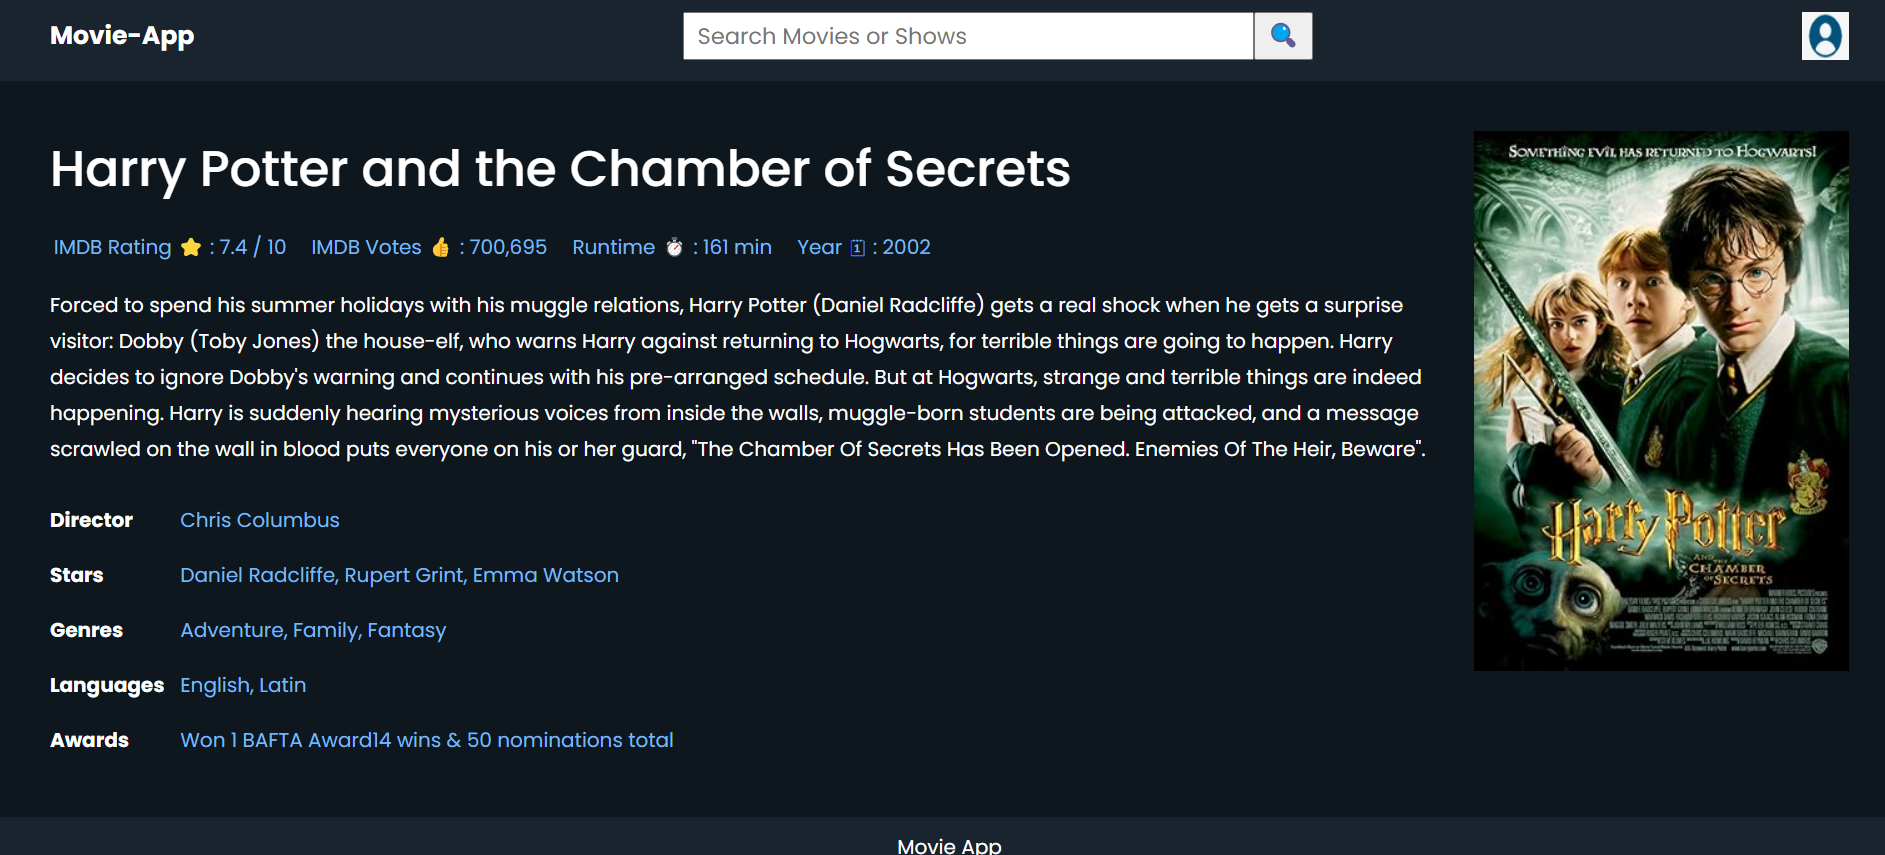 Movie-App
Search Movies or Shows
Harry Potter and the Chamber of Secrets
IMDB Rating ⭐ : 7.4 / 10 IMDB Votes 👍 : 700,695 Runtime ⏱ : 161 min Year 🗓 : 2002
Forced to spend his summer holidays with his muggle relations, Harry Potter (Daniel Radcliffe) gets a real shock when he gets a surprise
visitor: Dobby (Toby Jones) the house-elf, who warns Harry against returning to Hogwarts, for terrible things are going to happen. Harry
decides to ignore Dobby's warning and continues with his pre-arranged schedule. But at Hogwarts, strange and terrible things are indeed
happening. Harry is suddenly hearing mysterious voices from inside the walls, muggle-born students are being attacked, and a message
scrawled on the wall in blood puts everyone on his or her guard, "The Chamber Of Secrets Has Been Opened. Enemies Of The Heir, Beware".
Director Chris Columbus
Stars Daniel Radcliffe, Rupert Grint, Emma Watson
Genres Adventure, Family, Fantasy
Languages English, Latin
Awards Won 1 BAFTA Award14 wins & 50 nominations total
SOMETHING EVIL HAS RETURNED TO HOGWARTS!
Harry Potter
AND THE
CHAMBER
OF SECRETS
Movie App